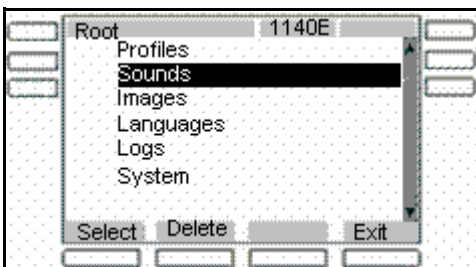 Root 1140E
Profiles
Sounds
Images
Languages
Logs
System
Select Delete Exit